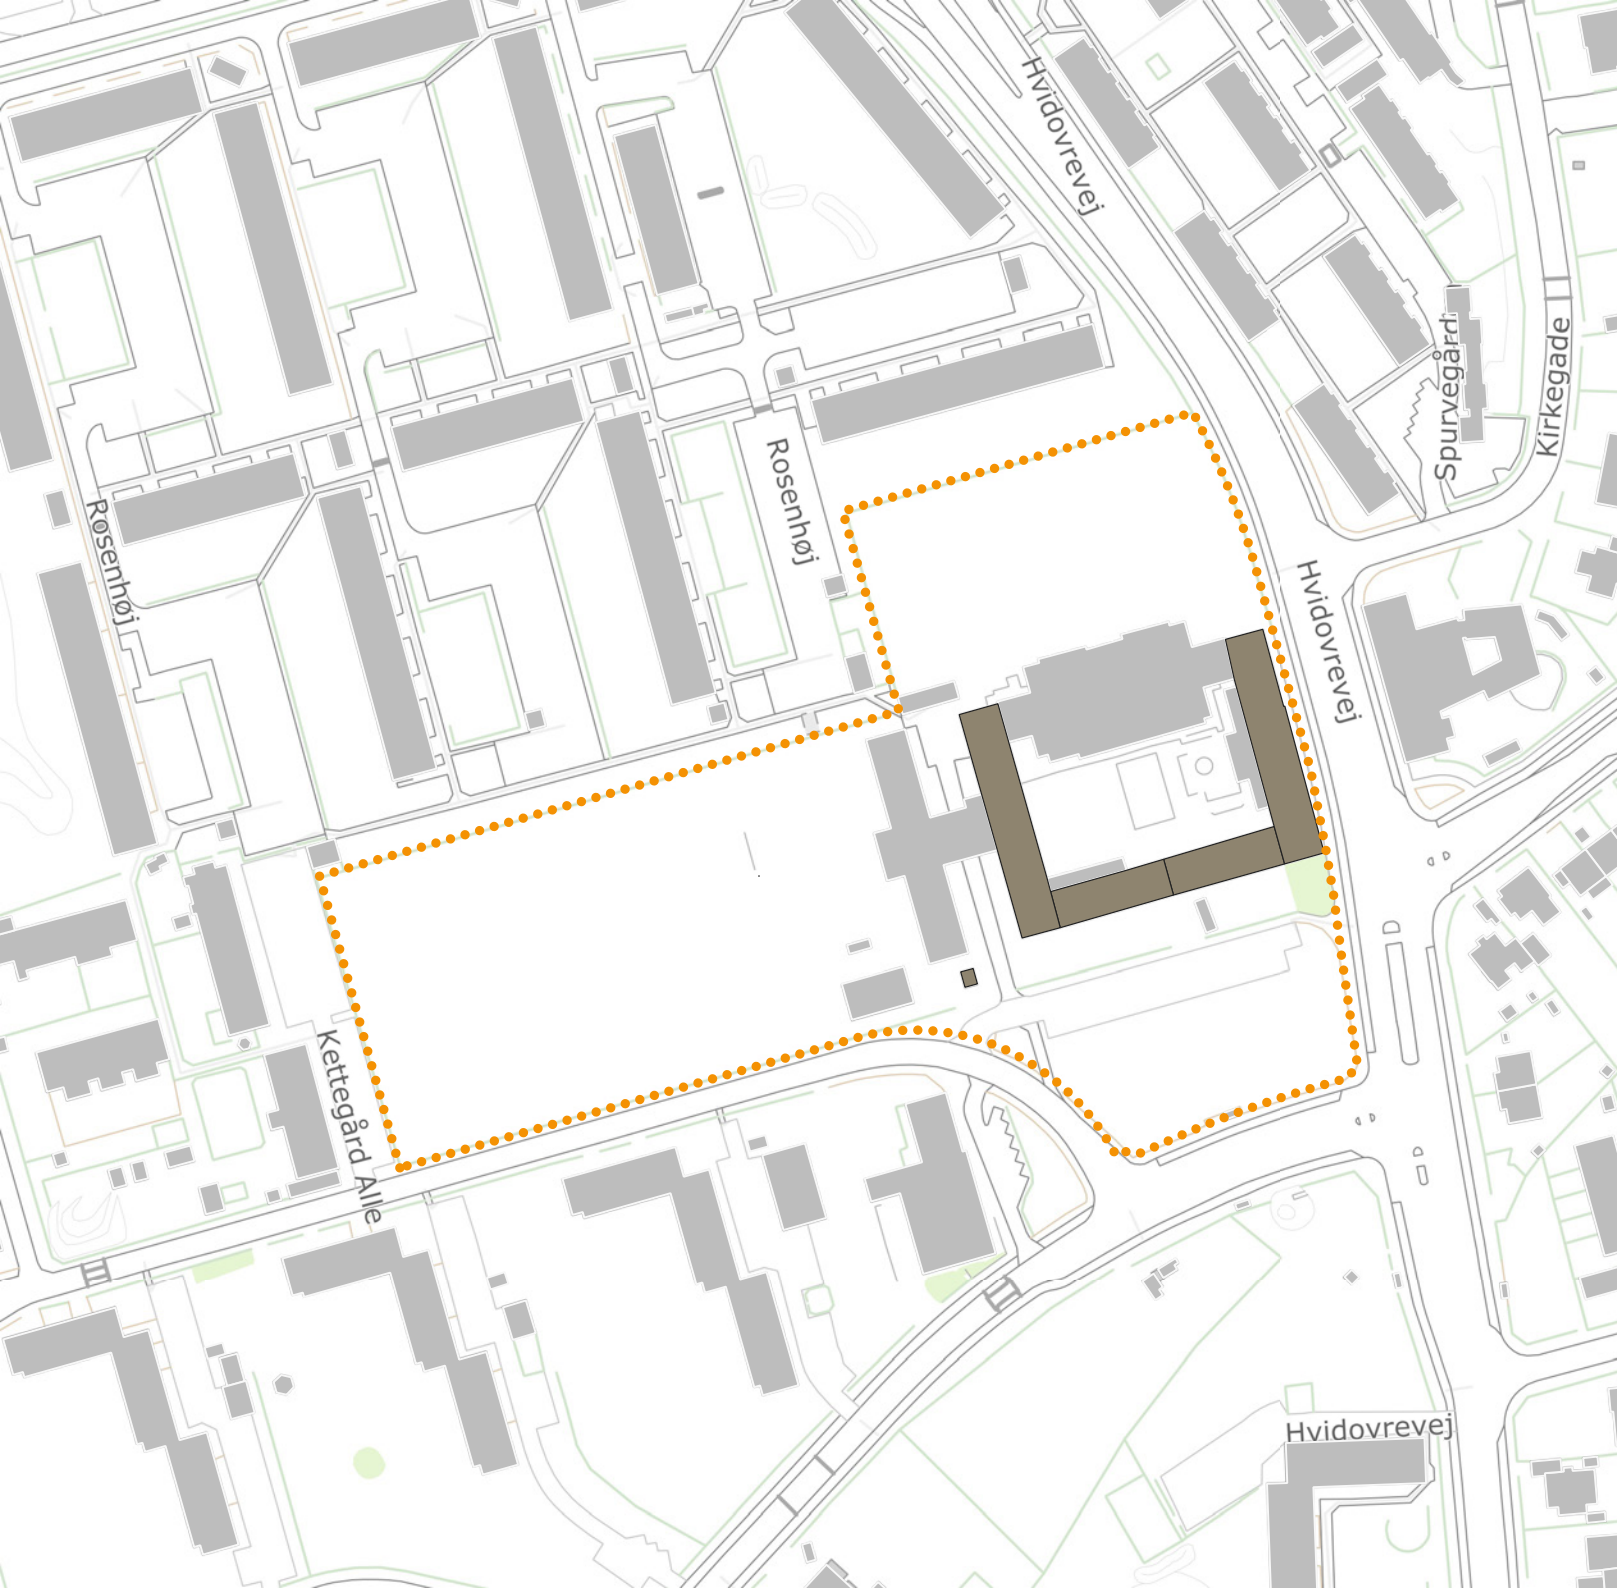 Hvidovrevej
Spurvegård
Kirkegade
Rosenhøj
Rosenhøj
Hvidovrevej
Kettegård Alle
Hvidovrevej